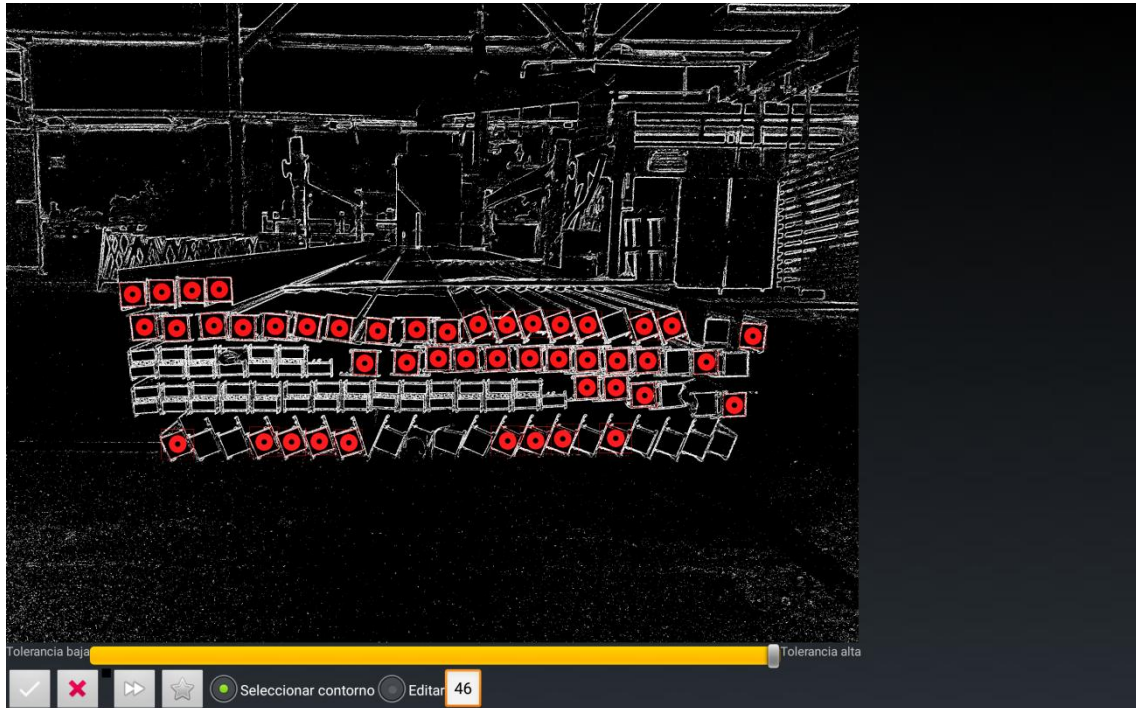 Tolerancia baja
Tolerancia alta
Seleccionar contorno
Editar
46